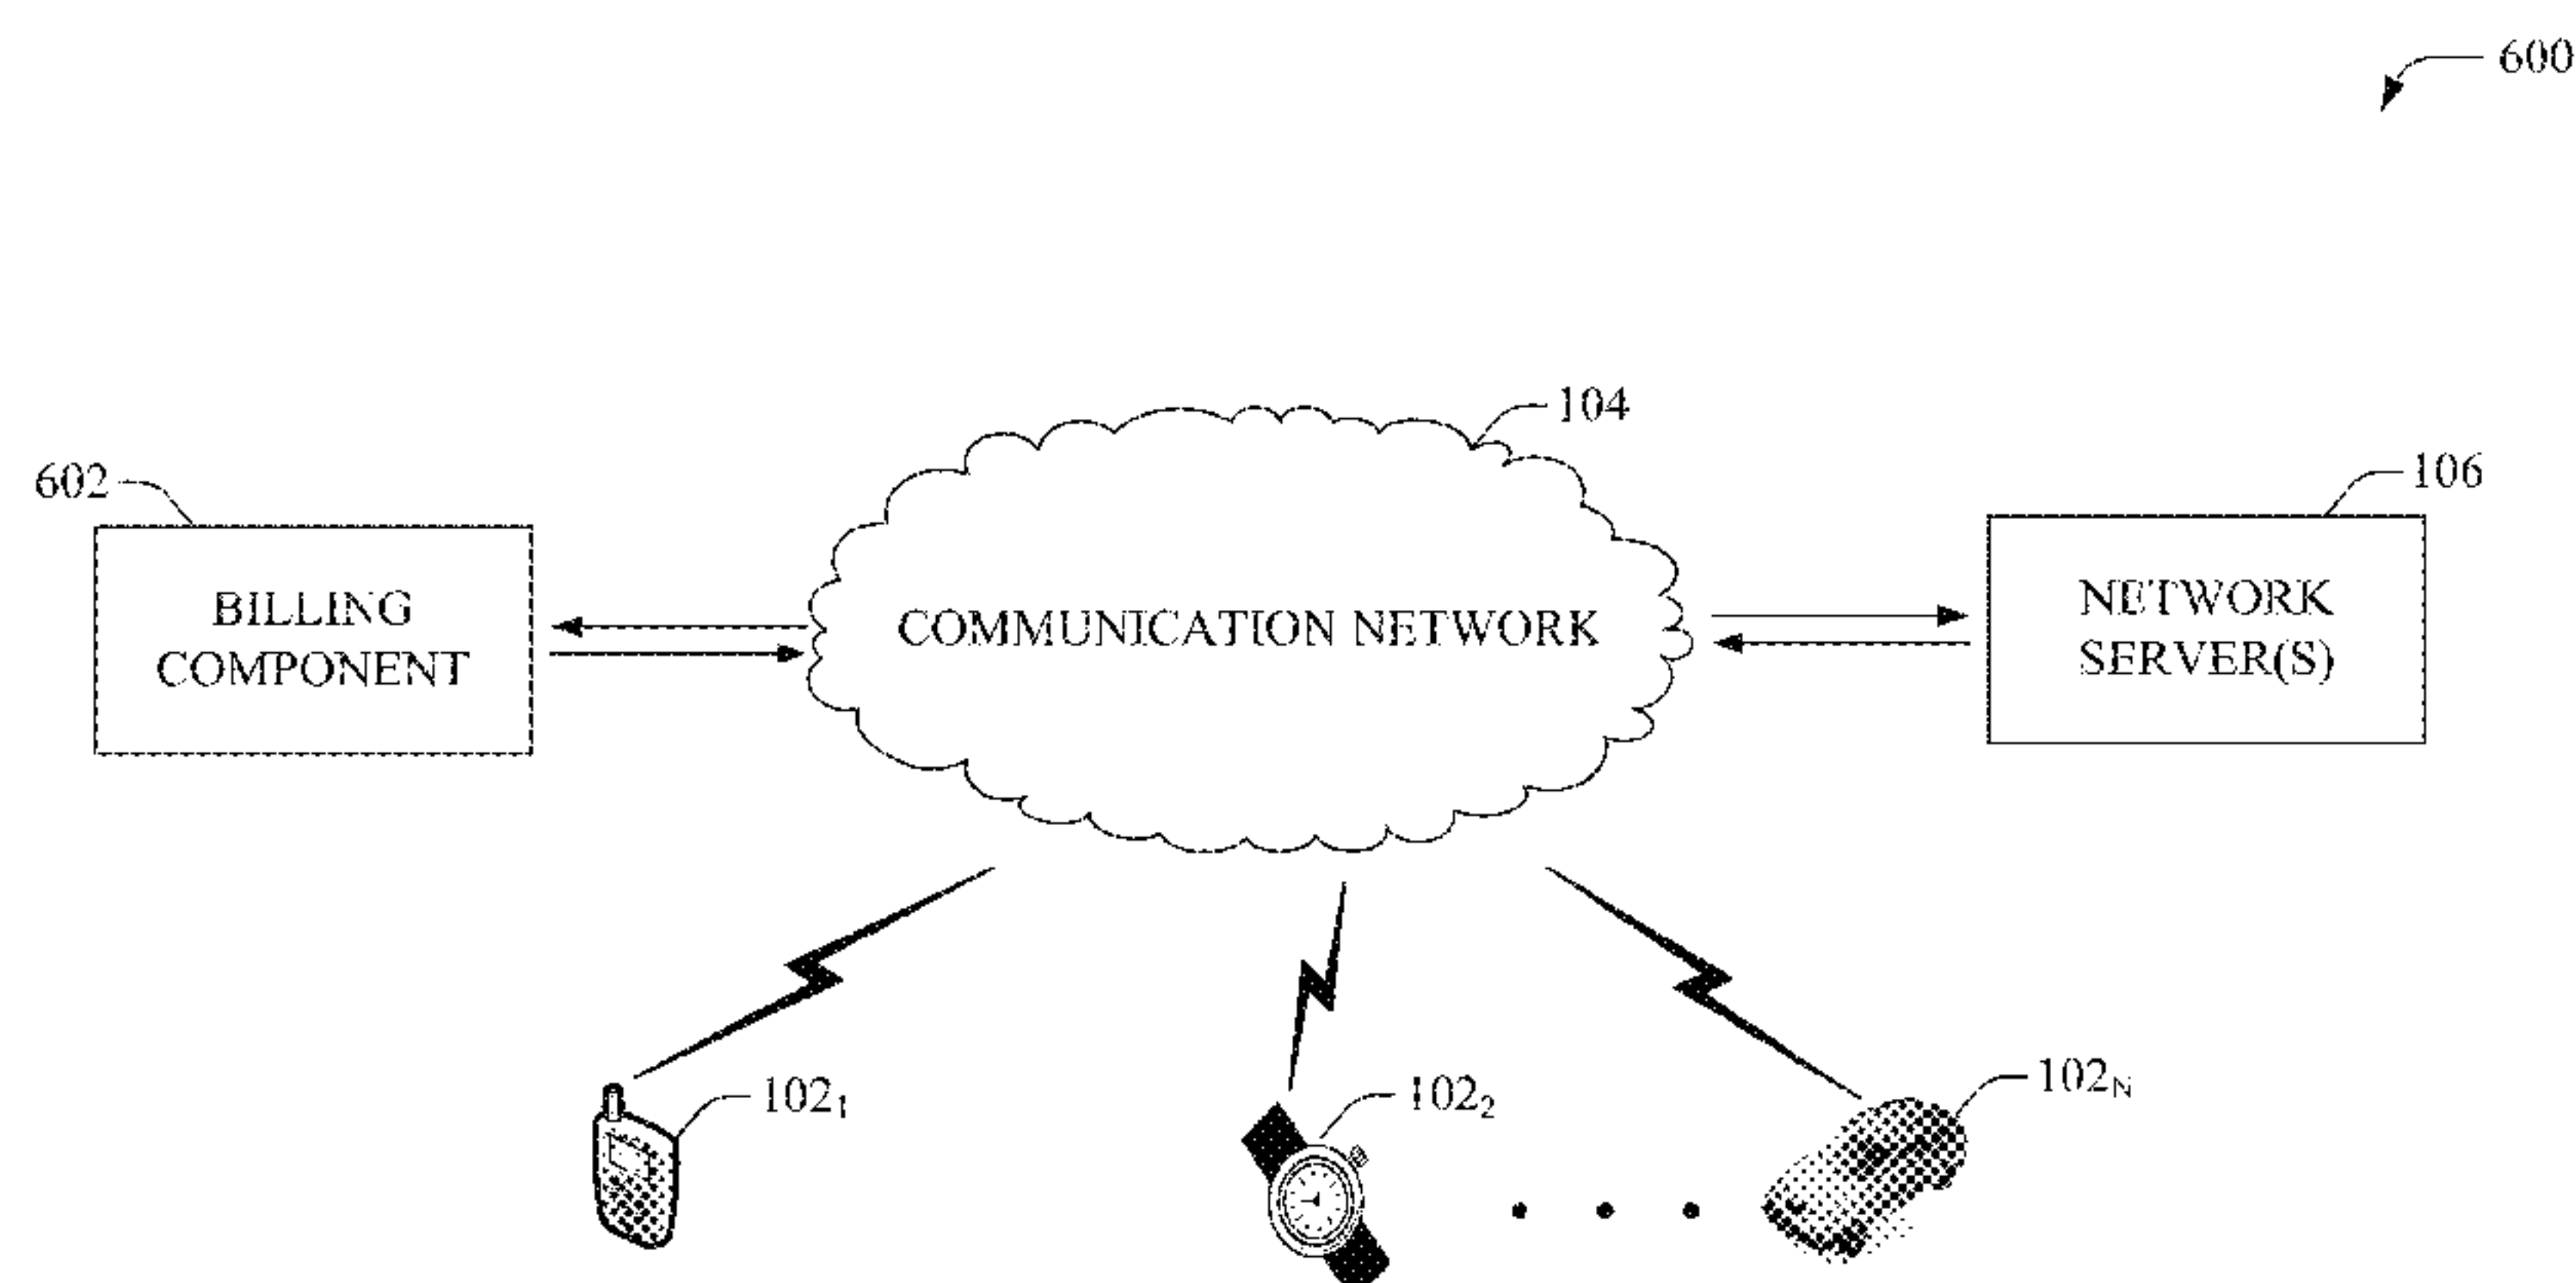 600
104
602
106
BILLING
COMPONENT
COMMUNICATION NETWORK
NETWORK
SERVER(S)
102₁
102₂
102N